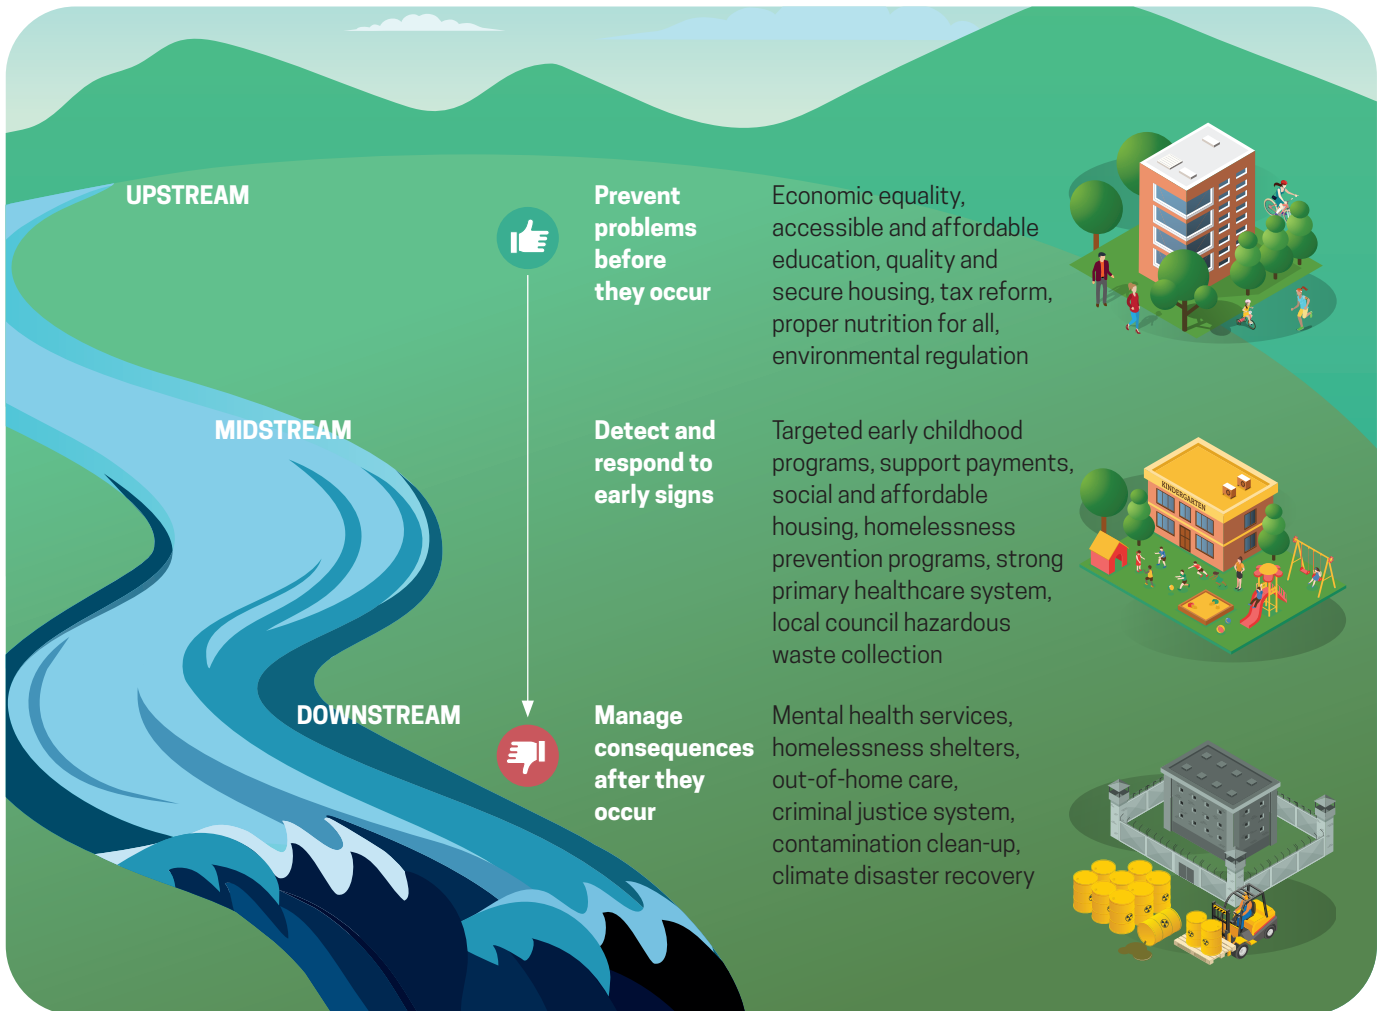 UPSTREAM
Prevent
problems
before
they occur
Economic equality,
accessible and affordable
education, quality and
secure housing, tax reform,
proper nutrition for all,
environmental regulation
MIDSTREAM
Detect and
respond to
early signs
Targeted early childhood
programs, support payments,
social and affordable
housing, homelessness
prevention programs, strong
primary healthcare system,
local council hazardous
waste collection
KINDERGARTEN
DOWNSTREAM
Manage
consequences
after they
occur
Mental health services,
homelessness shelters,
out-of-home care,
criminal justice system,
contamination clean-up,
climate disaster recovery